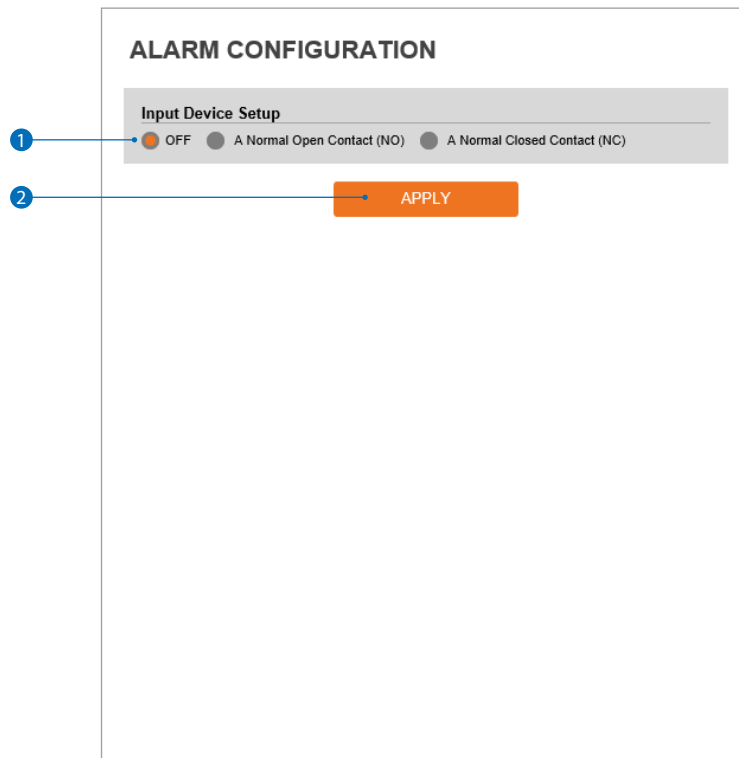 ALARM CONFIGURATION
Input Device Setup
1 OFF A Normal Open Contact (NO) A Normal Closed Contact (NC)
2 APPLY